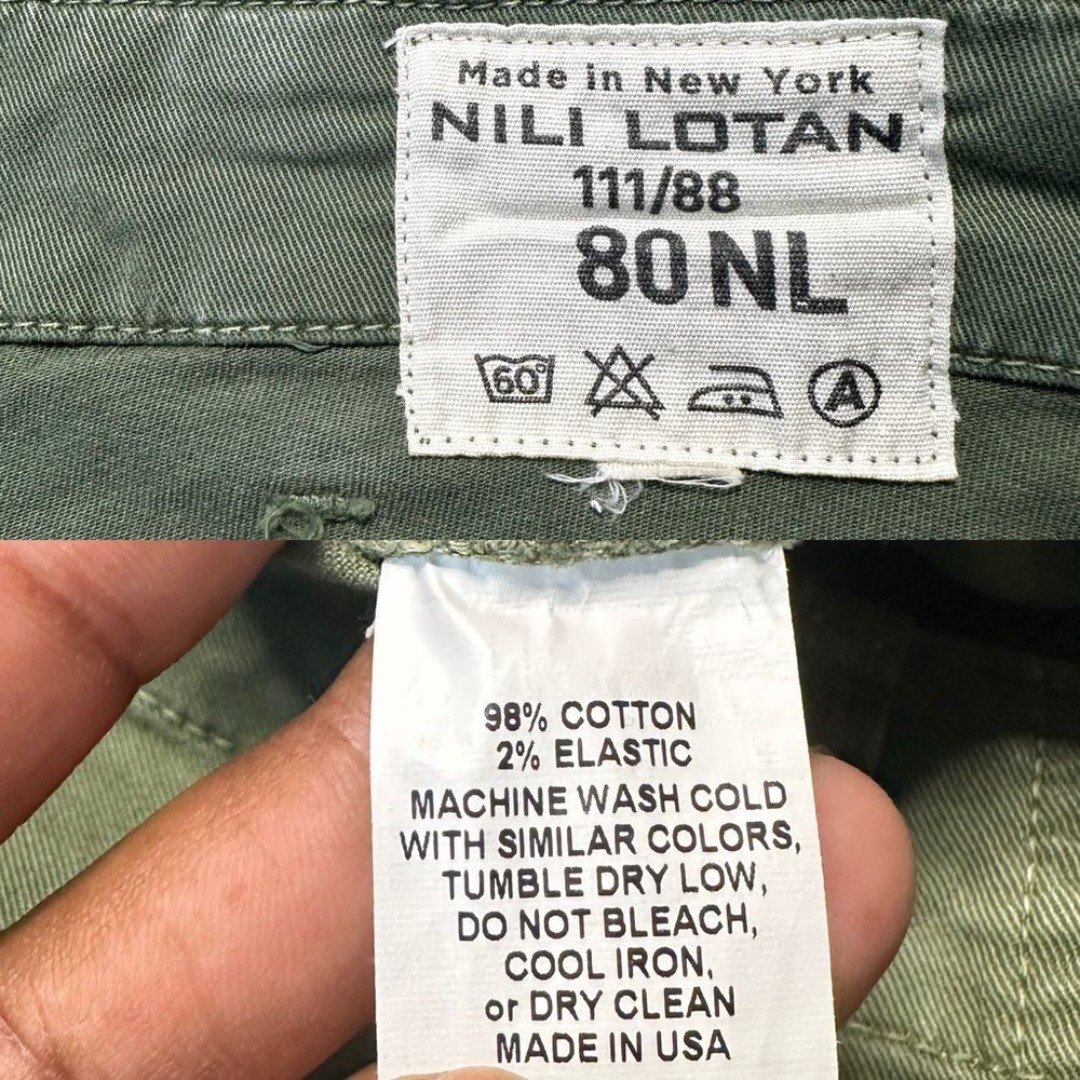 Made in New York
NILI LOTAN
111/88
80 NL
60° A
98% COTTON
2% ELASTIC
MACHINE WASH COLD
WITH SIMILAR COLORS,
TUMBLE DRY LOW,
DO NOT BLEACH,
COOL IRON,
or DRY CLEAN
MADE IN USA